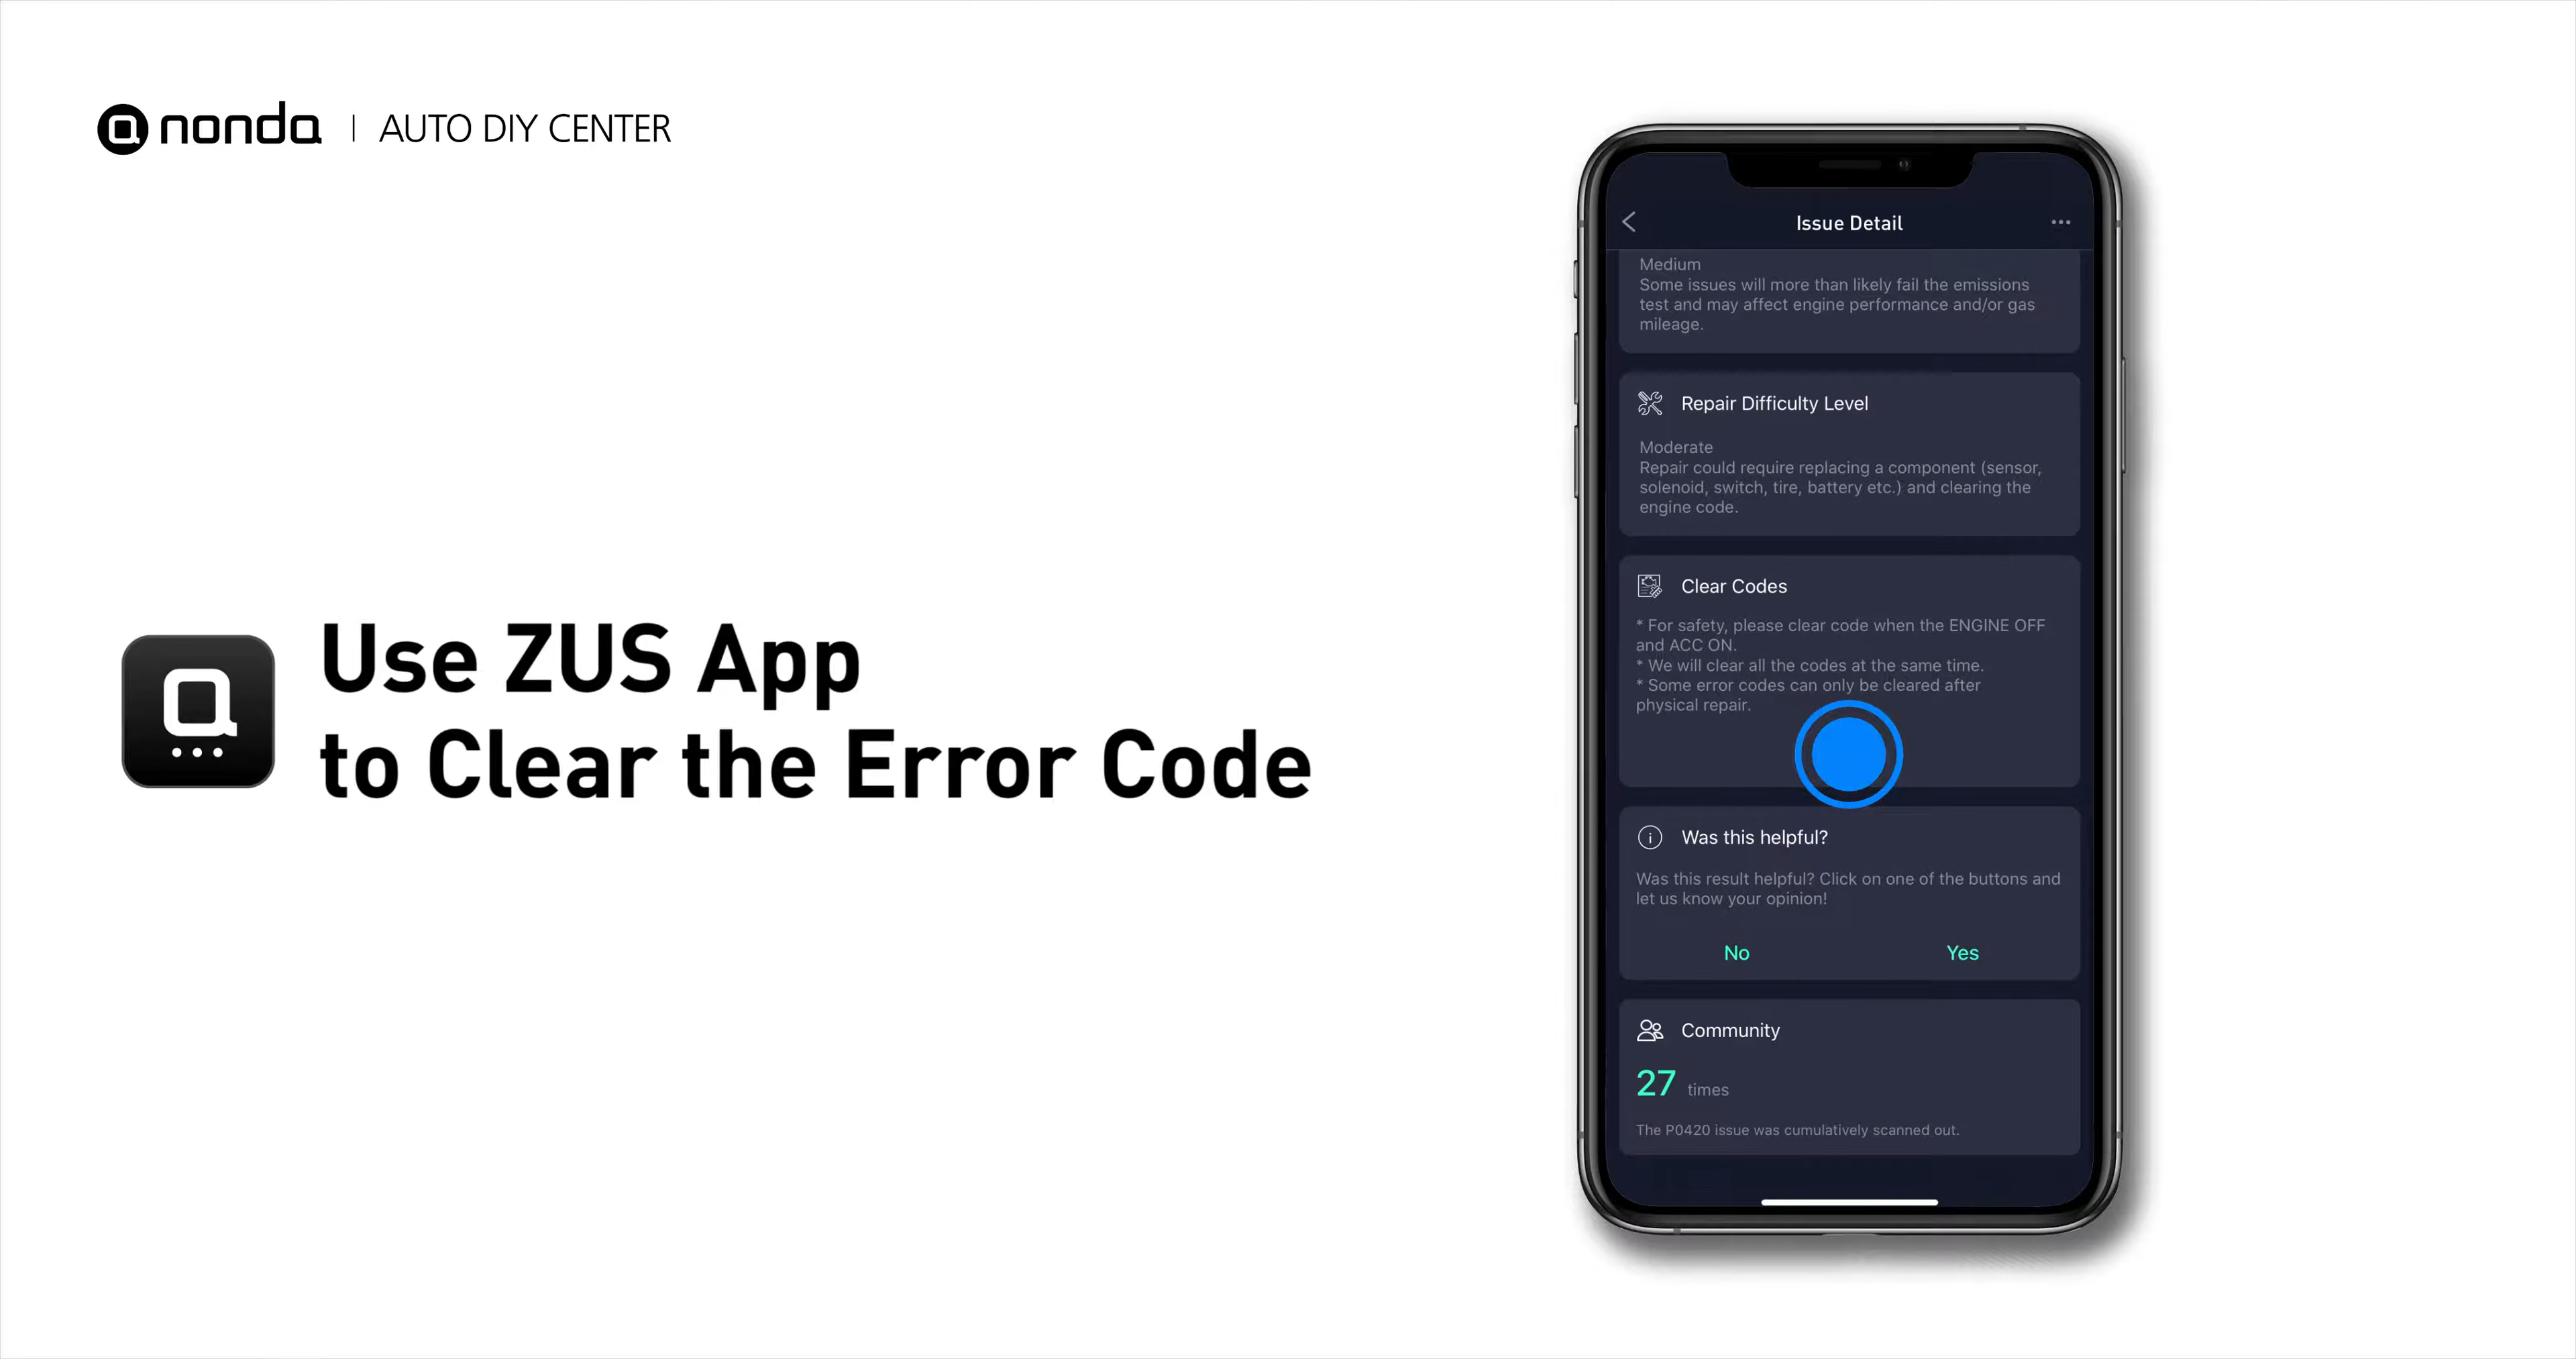 nonda | AUTO DIY CENTER
Use ZUS App
to Clear the Error Code
Issue Detail
Medium
Some issues will more than likely fail the emissions
test and may affect engine performance and/or gas
mileage.
Repair Difficulty Level
Moderate
Repair could require replacing a component (sensor,
solenoid, switch, tire, battery etc.) and clearing the
engine code.
Clear Codes
* For safety, please clear code when the ENGINE OFF
and ACC ON.
* We will clear all the codes at the same time.
* Some error codes can only be cleared after
physical repair.
Was this helpful?
Was this result helpful? Click on one of the buttons and
let us know your opinion!
No Yes
Community
27 times
The P0420 issue was cumulatively scanned out.